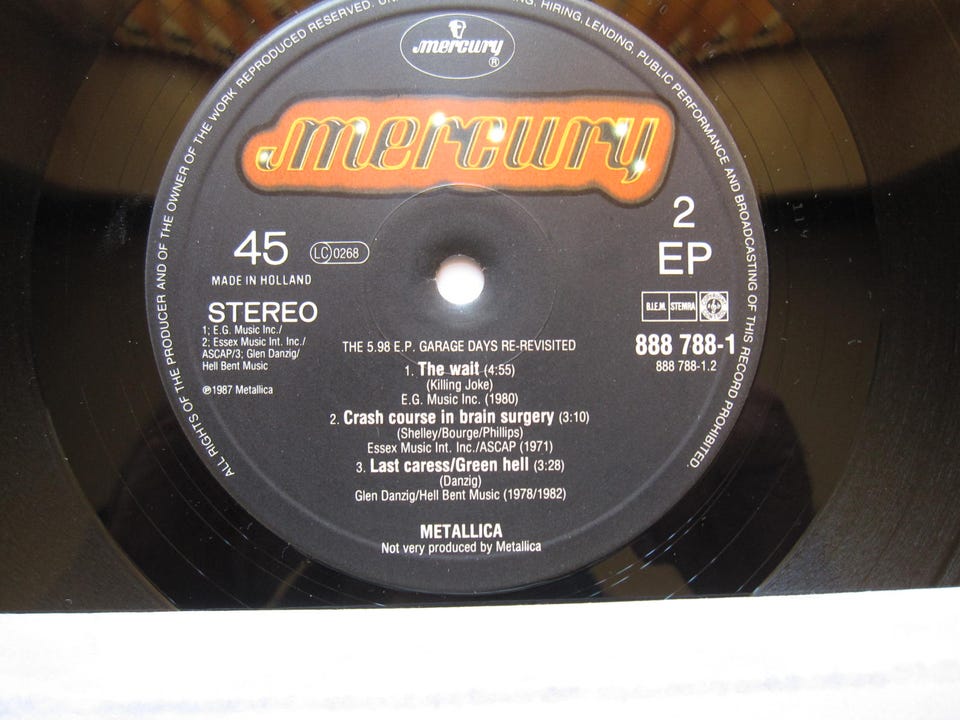 mercury
®
mercury
ALL RIGHTS OF THE PRODUCER AND OF THE OWNER OF THE WORK REPRODUCED RESERVED.
HIRING, LENDING, PUBLIC PERFORMANCE AND BROADCASTING OF THIS RECORD PROHIBITED.
2
EP
45
LC 0268
MADE IN HOLLAND
STEREO
B.I.E.M. STEMRA
1; E.G. Music Inc./
2; Essex Music Int. Inc./
ASCAP/3; Glen Danzig/
Hell Bent Music
℗1987 Metallica
888 788-1
888 788-1.2
THE 5.98 E.P. GARAGE DAYS RE-REVISITED
1. The wait (4:55)
(Killing Joke)
E.G. Music Inc. (1980)
2. Crash course in brain surgery (3:10)
(Shelley/Bourge/Phillips)
Essex Music Int. Inc./ASCAP (1971)
3. Last caress/Green hell (3:28)
(Danzig)
Glen Danzig/Hell Bent Music (1978/1982)
METALLICA
Not very produced by Metallica